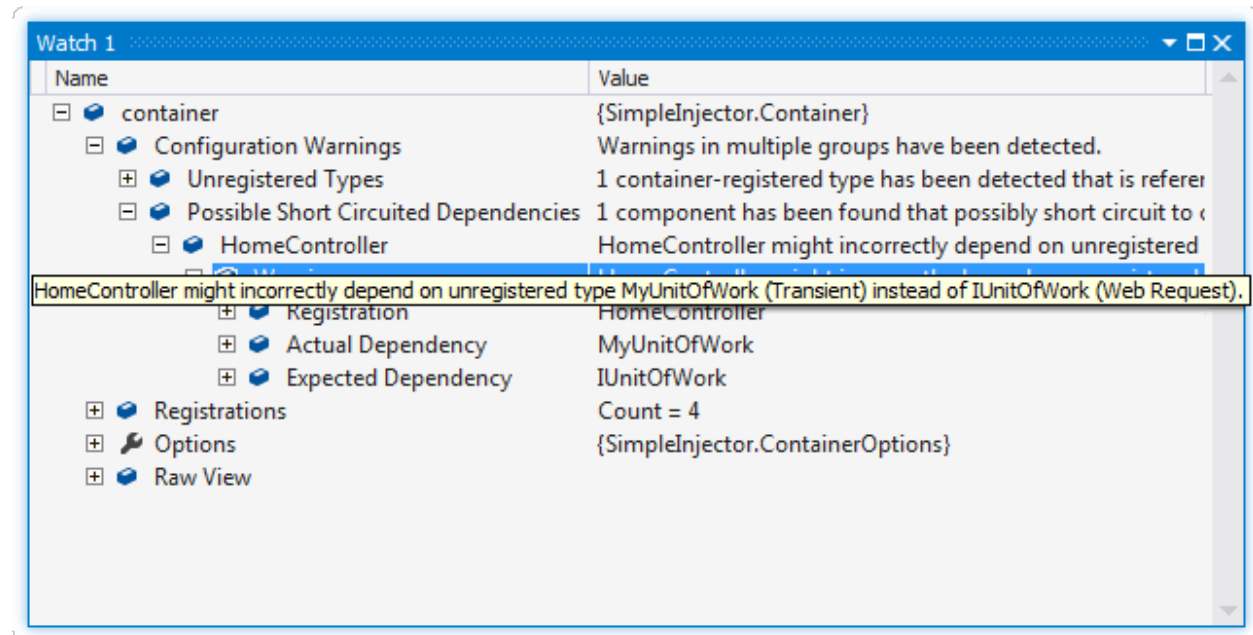 Watch 1
Name Value
container {SimpleInjector.Container}
Configuration Warnings Warnings in multiple groups have been detected.
Unregistered Types 1 container-registered type has been detected that is
Possible Short Circuited Dependencies 1 component has been found that possibly short circuit to
HomeController HomeController might incorrectly depend on unregistered
HomeController might incorrectly depend on unregistered type MyUnitOfWork (Transient) instead of IUnitOfWork (Web Request).
Registration HomeController
Actual Dependency MyUnitOfWork
Expected Dependency IUnitOfWork
Registrations Count = 4
Options {SimpleInjector.ContainerOptions}
Raw View